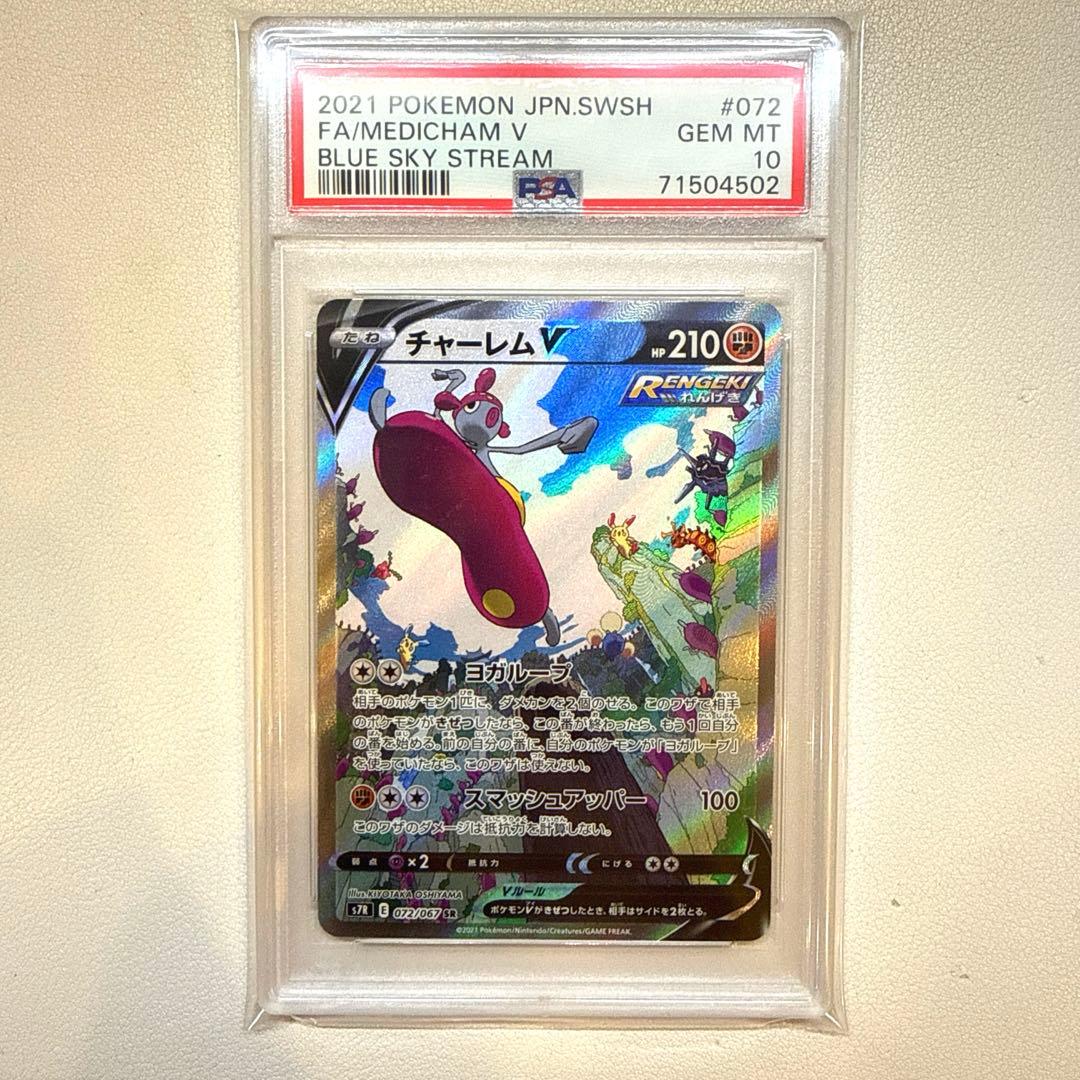 2021 POKEMON JPN.SWSH #072
FA/MEDICHAM V GEM MT
BLUE SKY STREAM 10
PSA 71504502
たね チャーレムV HP 210
RENGEKI
れんげき
ヨガループ
相手のポケモン1匹に、ダメカンを2個のせる。このワザで相手
のポケモンがきぜつしたなら、この番が終わったら、もう1回自分
の番を始める。前の自分の番に、自分のポケモンが「ヨガループ」
を使っていたなら、このワザは使えない。
スマッシュアッパー 100
このワザのダメージは抵抗力を計算しない。
弱点 ×2 抵抗力 にげる
Illus. KIYOTAKA OSHIYAMA
Vルール
s7R E 072/067 SR
ポケモンVがきぜつしたとき、相手はサイドを2枚とる。
©2021 Pokémon/Nintendo/Creatures/GAME FREAK.